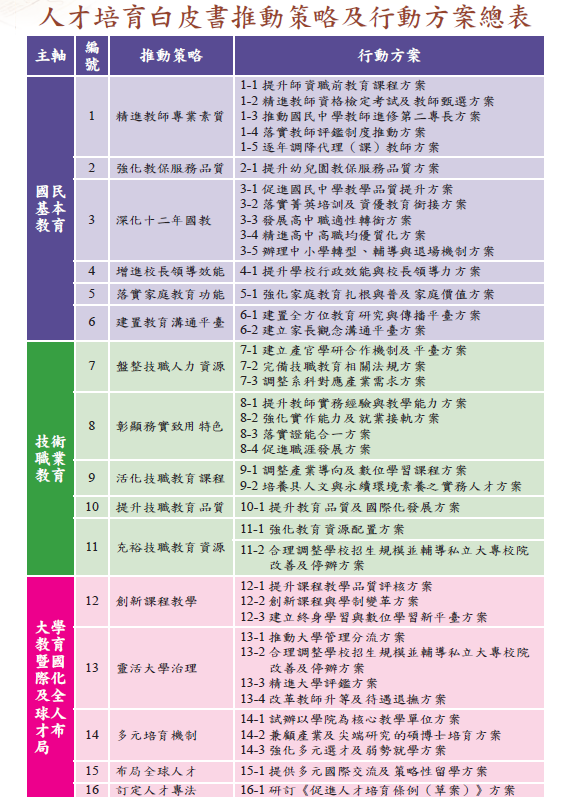 人才培育白皮書推動策略及行動方案總表
主軸
編號
推動策略
行動方案
國民
基本
教育
1
精進教師專業素質
1-1 提升師資職前教育課程方案
1-2 精進教師資格檢定考試及教師甄選方案
1-3 推動國民中學教師進修第二專長方案
1-4 落實教師評鑑制度推動方案
1-5 逐年調降代理（課）教師方案
2
強化教保服務品質
2-1 提升幼兒園教保服務品質方案
3
深化十二年國教
3-1 促進國民中學教學品質提升方案
3-2 落實菁英培訓及資優教育銜接方案
3-3 發展高中職適性轉銜方案
3-4 精進高中高職均優質化方案
3-5 辦理中小學轉型、輔導與退場機制方案
4
增進校長領導效能
4-1 提升學校行政效能與校長領導力方案
5
落實家庭教育功能
5-1 強化家庭教育扎根與普及家庭價值方案
6
建置教育溝通平臺
6-1 建置全方位教育研究與傳播平臺方案
6-2 建立家長觀念溝通平臺方案
技術
職業
教育
7
盤整技職人力資源
7-1 建立產官學研合作機制及平臺方案
7-2 完備技職教育相關法規方案
7-3 調整系科對應產業需求方案
8
彰顯務實致用特色
8-1 提升教師實務經驗與教學能力方案
8-2 強化實作能力及就業接軌方案
8-3 落實證能合一方案
8-4 促進職涯發展方案
9
活化技職教育課程
9-1 調整產業導向及數位學習課程方案
9-2 培養具人文與永續環境素養之實務人才方案
10
提升技職教育品質
10-1 提升教育品質及國際化發展方案
11
充裕技職教育資源
11-1 強化教育資源配置方案
11-2 合理調整學校招生規模並輔導私立大專校院
改善及停辦方案
大學
教育
暨國
際化
及全
球人
才布
局
12
創新課程教學
12-1 提升課程教學品質評核方案
12-2 創新課程與學制變革方案
12-3 建立終身學習與數位學習新平臺方案
13
靈活大學治理
13-1 推動大學管理分流方案
13-2 合理調整學校招生規模並輔導私立大專校院
改善及停辦方案
13-3 精進大學評鑑方案
13-4 改革教師升等及待遇退撫方案
14
多元培育機制
14-1 試辦以學院為核心教學單位方案
14-2 兼顧產業及尖端研究的碩博士培育方案
14-3 強化多元選才及弱勢就學方案
15
布局全球人才
15-1 提供多元國際交流及策略性留學方案
16
訂定人才專法
16-1 研訂《促進人才培育條例（草案）》方案